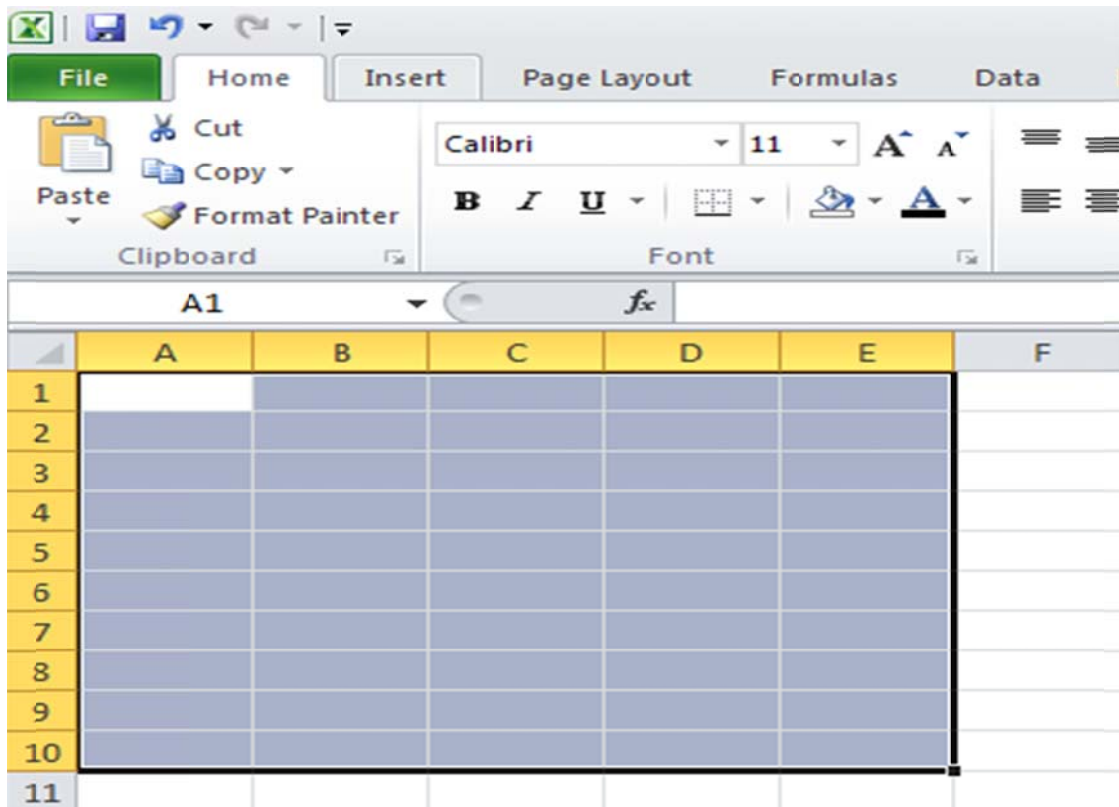 File Home Insert Page Layout Formulas Data
Cut
Copy
Paste
Format Painter
Clipboard
Calibri 11 A A
B I U A
Font
A1 fx
A B C D E F
1
2
3
4
5
6
7
8
9
10
11